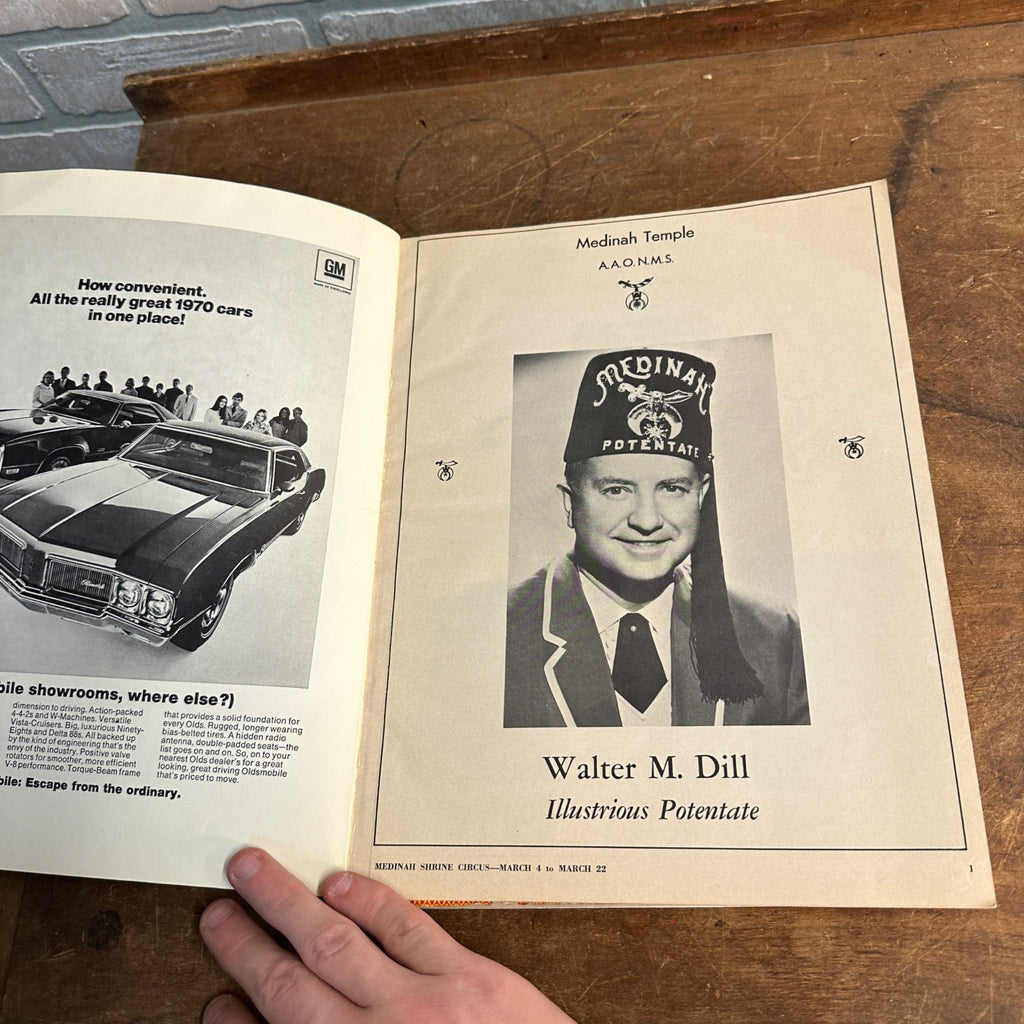 GM
MARK OF EXCELLENCE
How convenient.
All the really great 1970 cars
in one place!
bile showrooms, where else?)
dimension to driving. Action-packed
4-4-2s and W-Machines. Versatile
Vista-Cruisers. Big, luxurious Ninety-
Eights and Delta 88s. All backed up
by the kind of engineering that's the
envy of the industry. Positive valve
rotators for smoother, more efficient
V-8 performance. Torque-Beam frame
that provides a solid foundation for
every Olds. Rugged, longer wearing
bias-belted tires. A hidden radio
antenna, double-padded seats—the
list goes on and on. So, on to your
nearest Olds dealer's for a great
looking, great driving Oldsmobile
that's priced to move.
bile: Escape from the ordinary.
Medinah Temple
A.A.O.N.M.S.
MEDINAH
POTENTATE
Walter M. Dill
Illustrious Potentate
MEDINAH SHRINE CIRCUS—MARCH 4 to MARCH 22
1